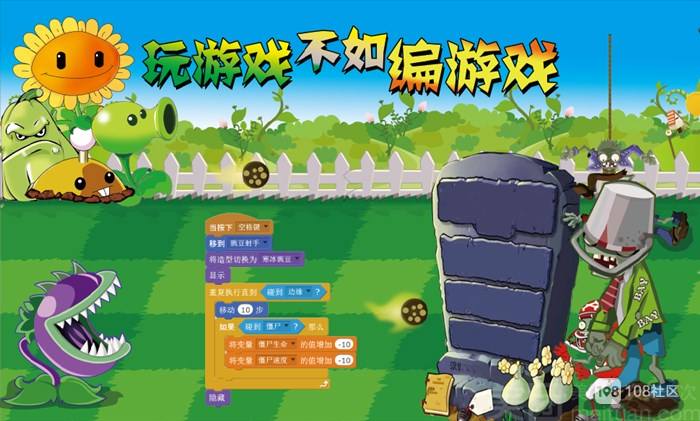 玩游戏 不如 编游戏
当按下 空格键
移到 豌豆射手
将造型切换为 寒冰豌豆
显示
重复执行直到 碰到 边缘 ?
移动 10 步
如果 碰到 僵尸 ? 那么
将变量 僵尸生命 的值增加 -10
将变量 僵尸速度 的值增加 -10
隐藏
BAY
BAY
108 108社区
maituan.com